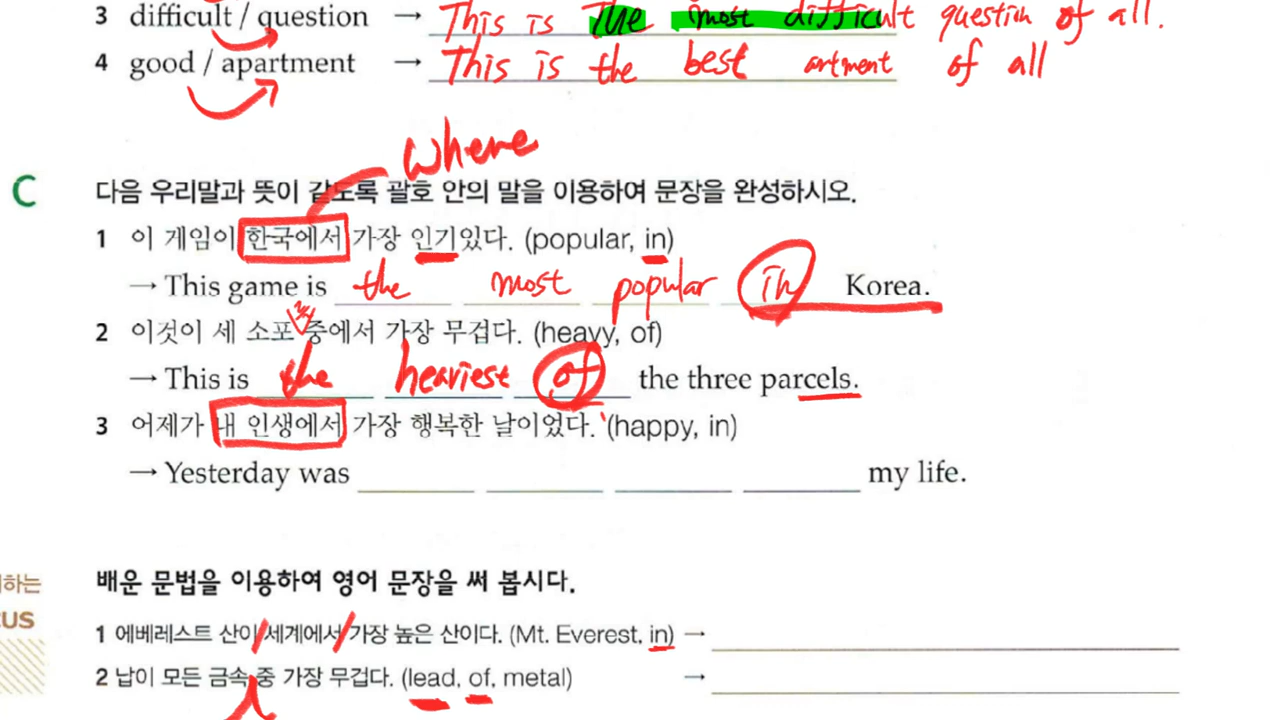 3 difficult / question → This is The most difficult question of all.
4 good / apartment → This is the best artment of all
where
C 다음 우리말과 뜻이 같도록 괄호 안의 말을 이용하여 문장을 완성하시오.
1 이 게임이 한국에서 가장 인기있다. (popular, in)
→ This game is the most popular in Korea.
2 이것이 세 소포 중에서 가장 무겁다. (heavy, of)
→ This is the heaviest of the three parcels.
3 어제가 내 인생에서 가장 행복한 날이었다. (happy, in)
→ Yesterday was ____ ____ ____ ____ my life.
배운 문법을 이용하여 영어 문장을 써 봅시다.
하는
CUS
1 에베레스트 산이/세계에서/가장 높은 산이다. (Mt. Everest, in) →
2 납이 모든 금속 중 가장 무겁다. (lead, of, metal) →